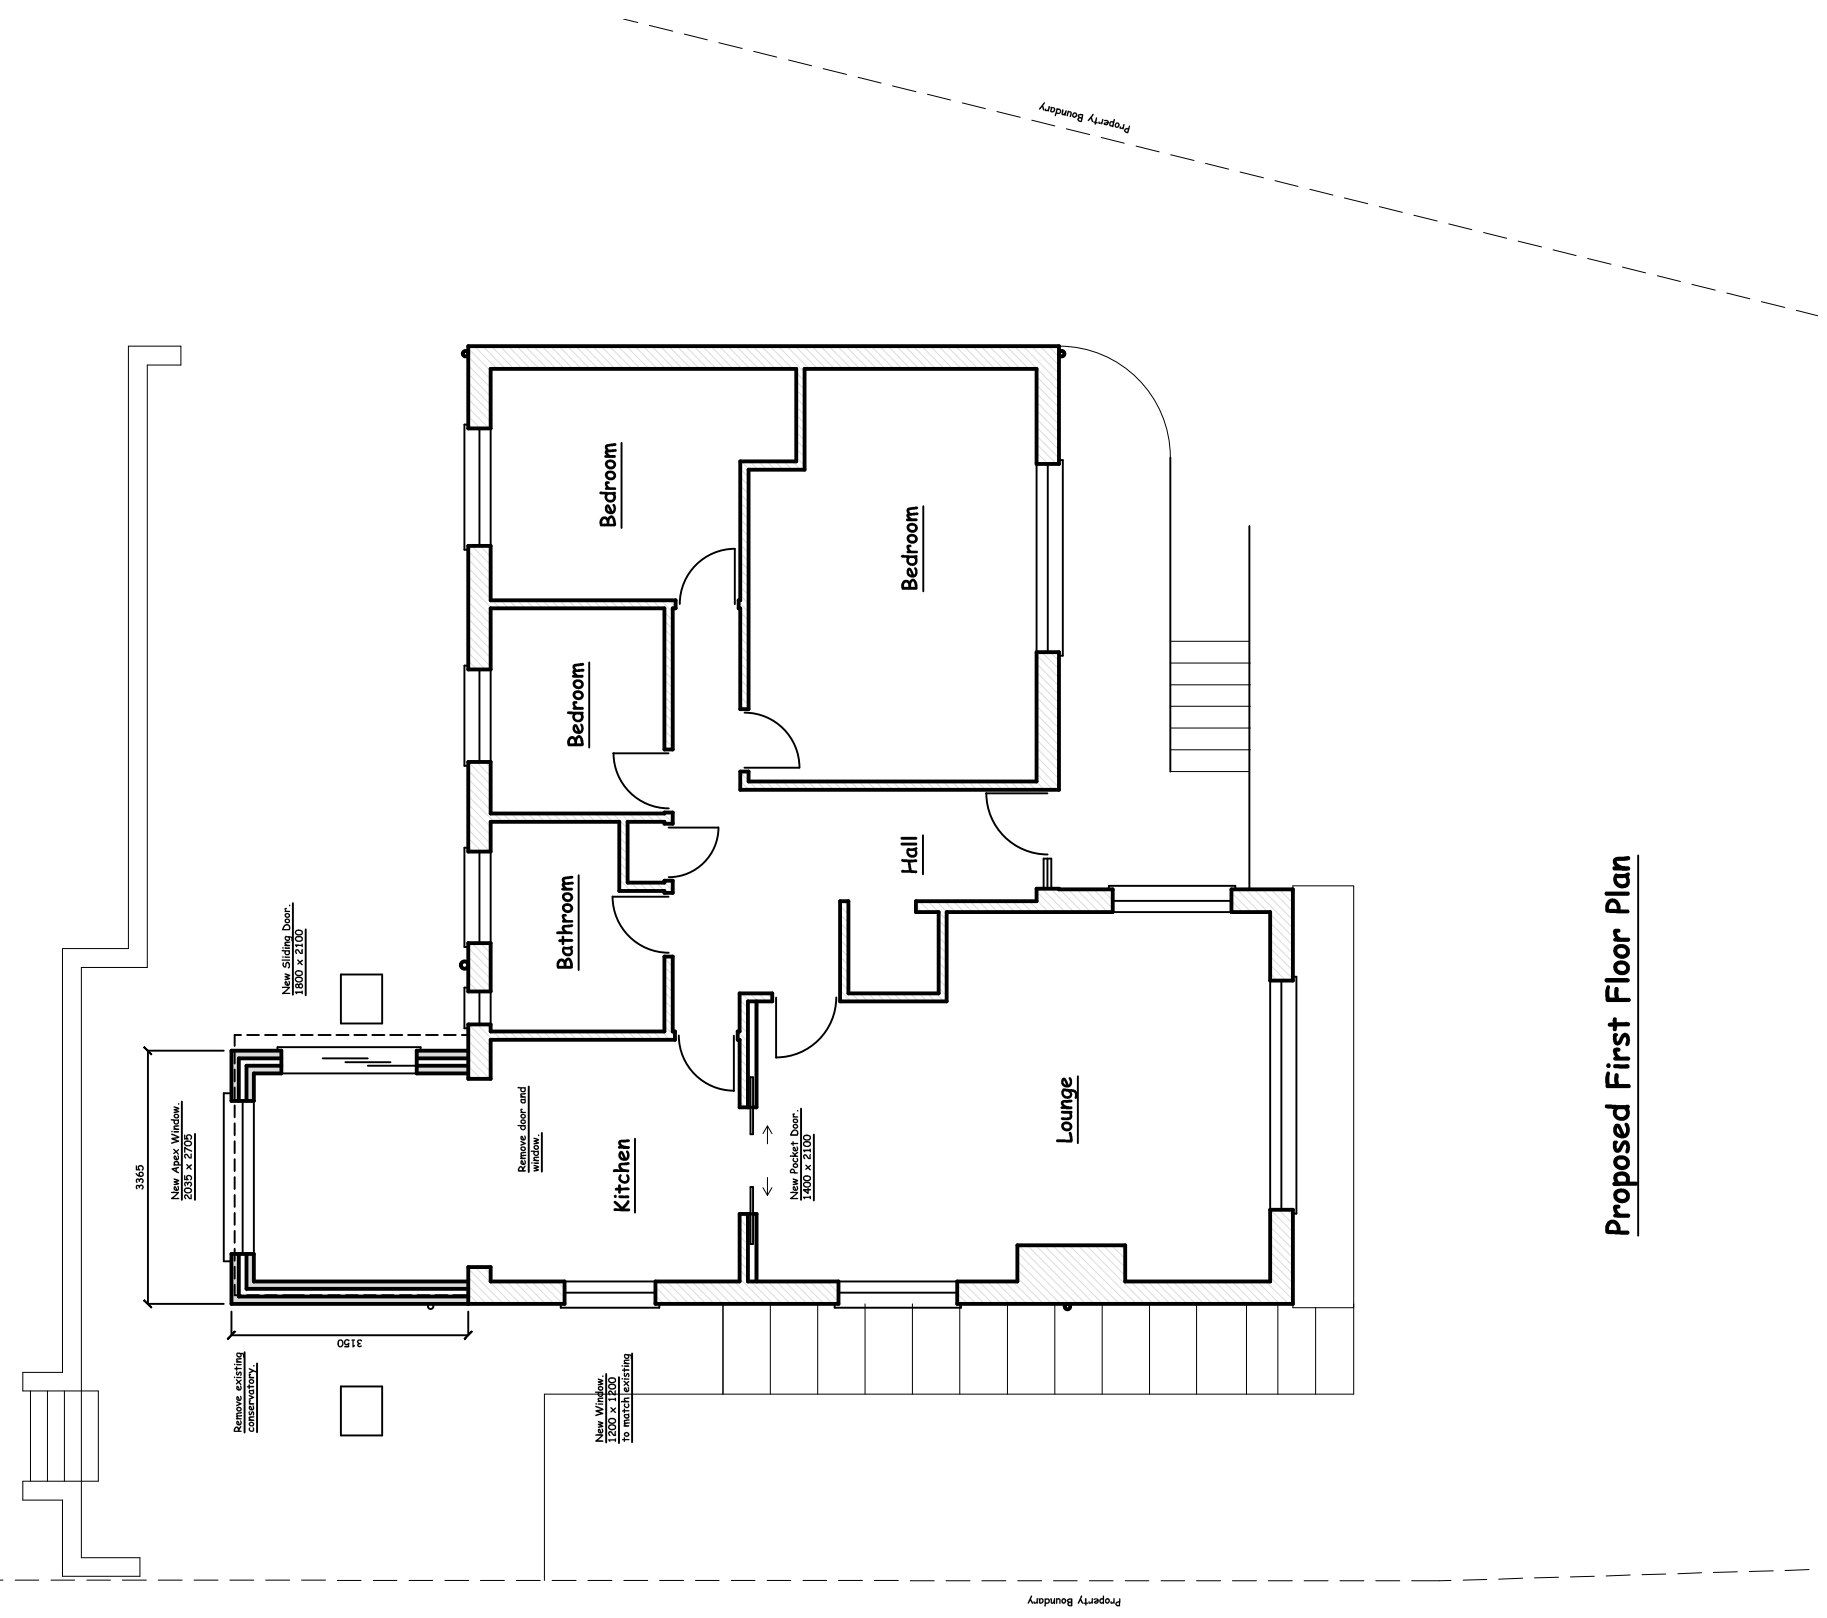 Property Boundary
Bedroom
Bedroom
Bedroom
Hall
Bathroom
New Sliding Door.
1800 x 2100
3365
New Apex Window.
2035 x 2705
Remove door and
window.
Kitchen
New Pocket Door.
1400 x 2100
Lounge
3150
Remove existing
conservatory.
New Window.
1200 x 1200
to match existing
Property Boundary
Proposed First Floor Plan